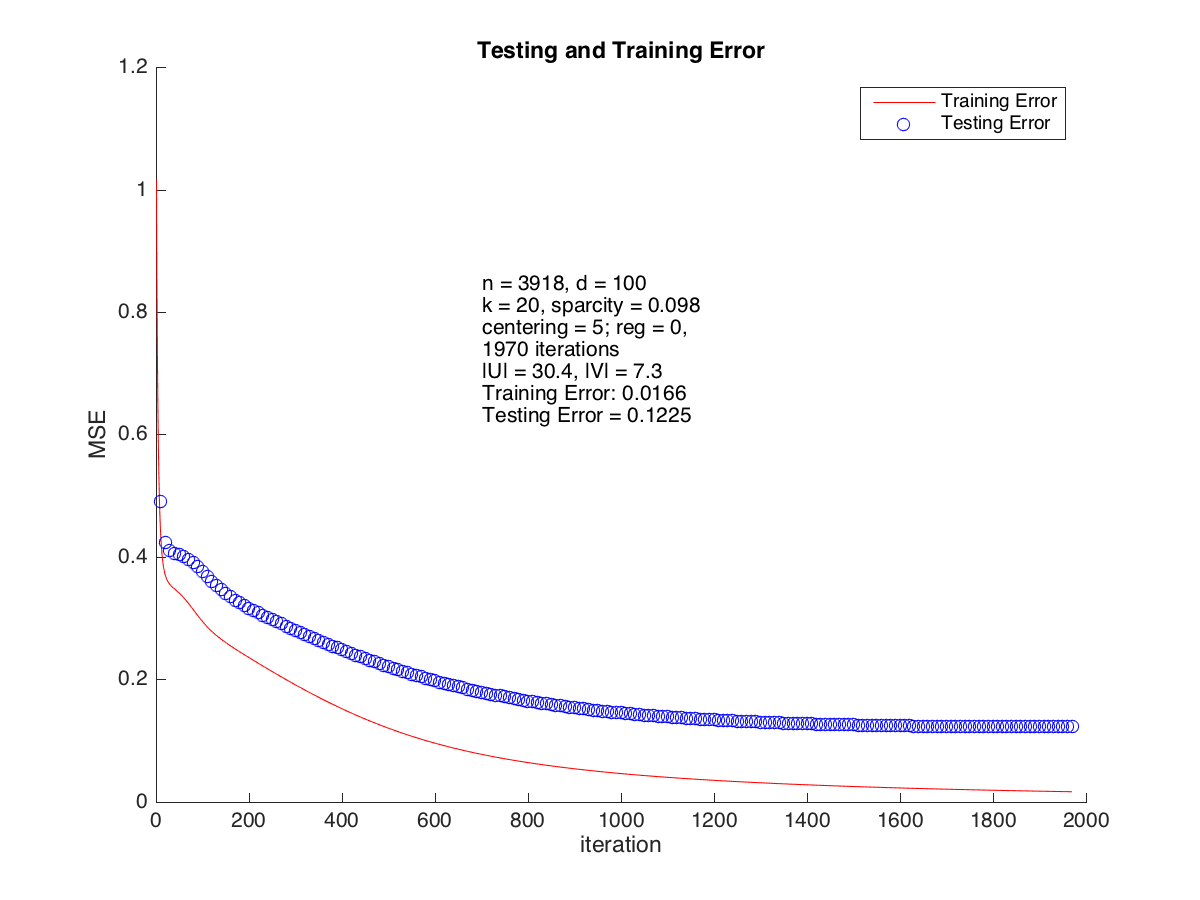 Testing and Training Error
1.2
1
0.8
0.6
0.4
0.2
0
MSE
Training Error
Testing Error
n = 3918, d = 100
k = 20, sparcity = 0.098
centering = 5; reg = 0,
1970 iterations
|U| = 30.4, |V| = 7.3
Training Error: 0.0166
Testing Error = 0.1225
0 200 400 600 800 1000 1200 1400 1600 1800 2000
iteration